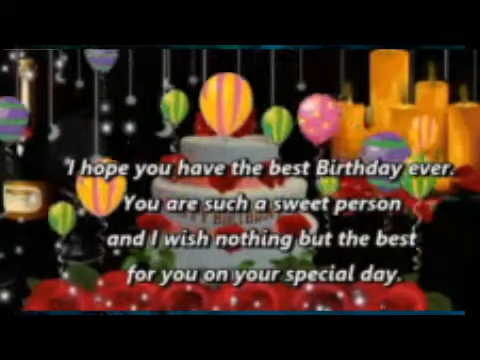 'I hope you have the best Birthday ever.
You are such a sweet person
and I wish nothing but the best
for you on your special day.
BIRTHDAY